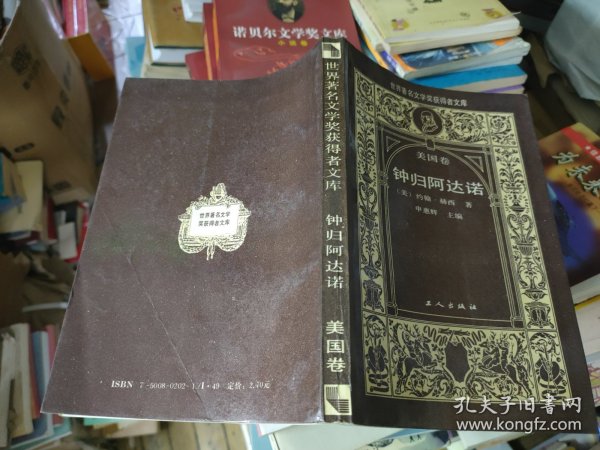 诺贝尔文学奖文库
小说卷
世界著名文学奖获得者文库
美国卷
钟归阿达诺
〔美〕约翰·赫西 著
申惠辉 主编
工人出版社
世界著名文学奖获得者文库 钟归阿达诺 美国卷
世界著名文学
奖获得者文库
ISBN 7-5008-0202-1/I·49 定价：2.70元
孔夫子旧书网
www.kongfz.com